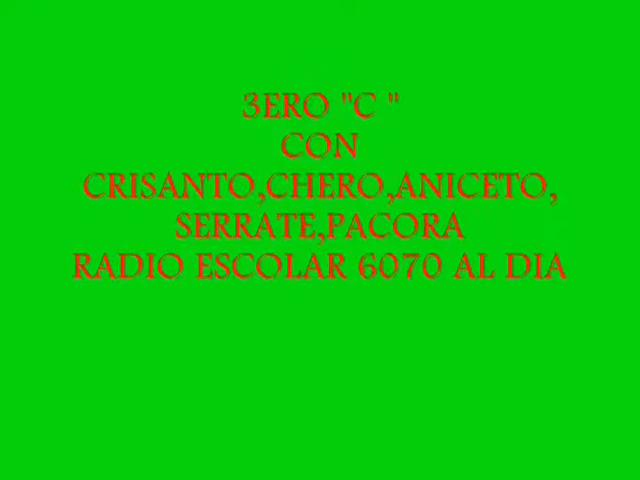 3ERO "C "
CON
CRISANTO,CHERO,ANICETO,
SERRATE,PACORA
RADIO ESCOLAR 6070 AL DIA